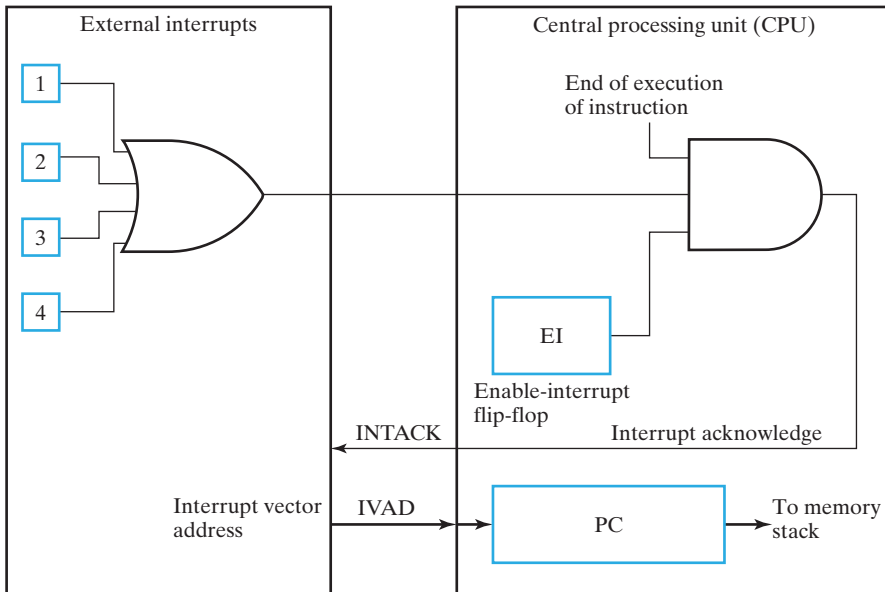 External interrupts
Central processing unit (CPU)
1
2
3
4
End of execution
of instruction
EI
Enable-interrupt
flip-flop
INTACK
Interrupt acknowledge
Interrupt vector
address
IVAD
PC
To memory
stack